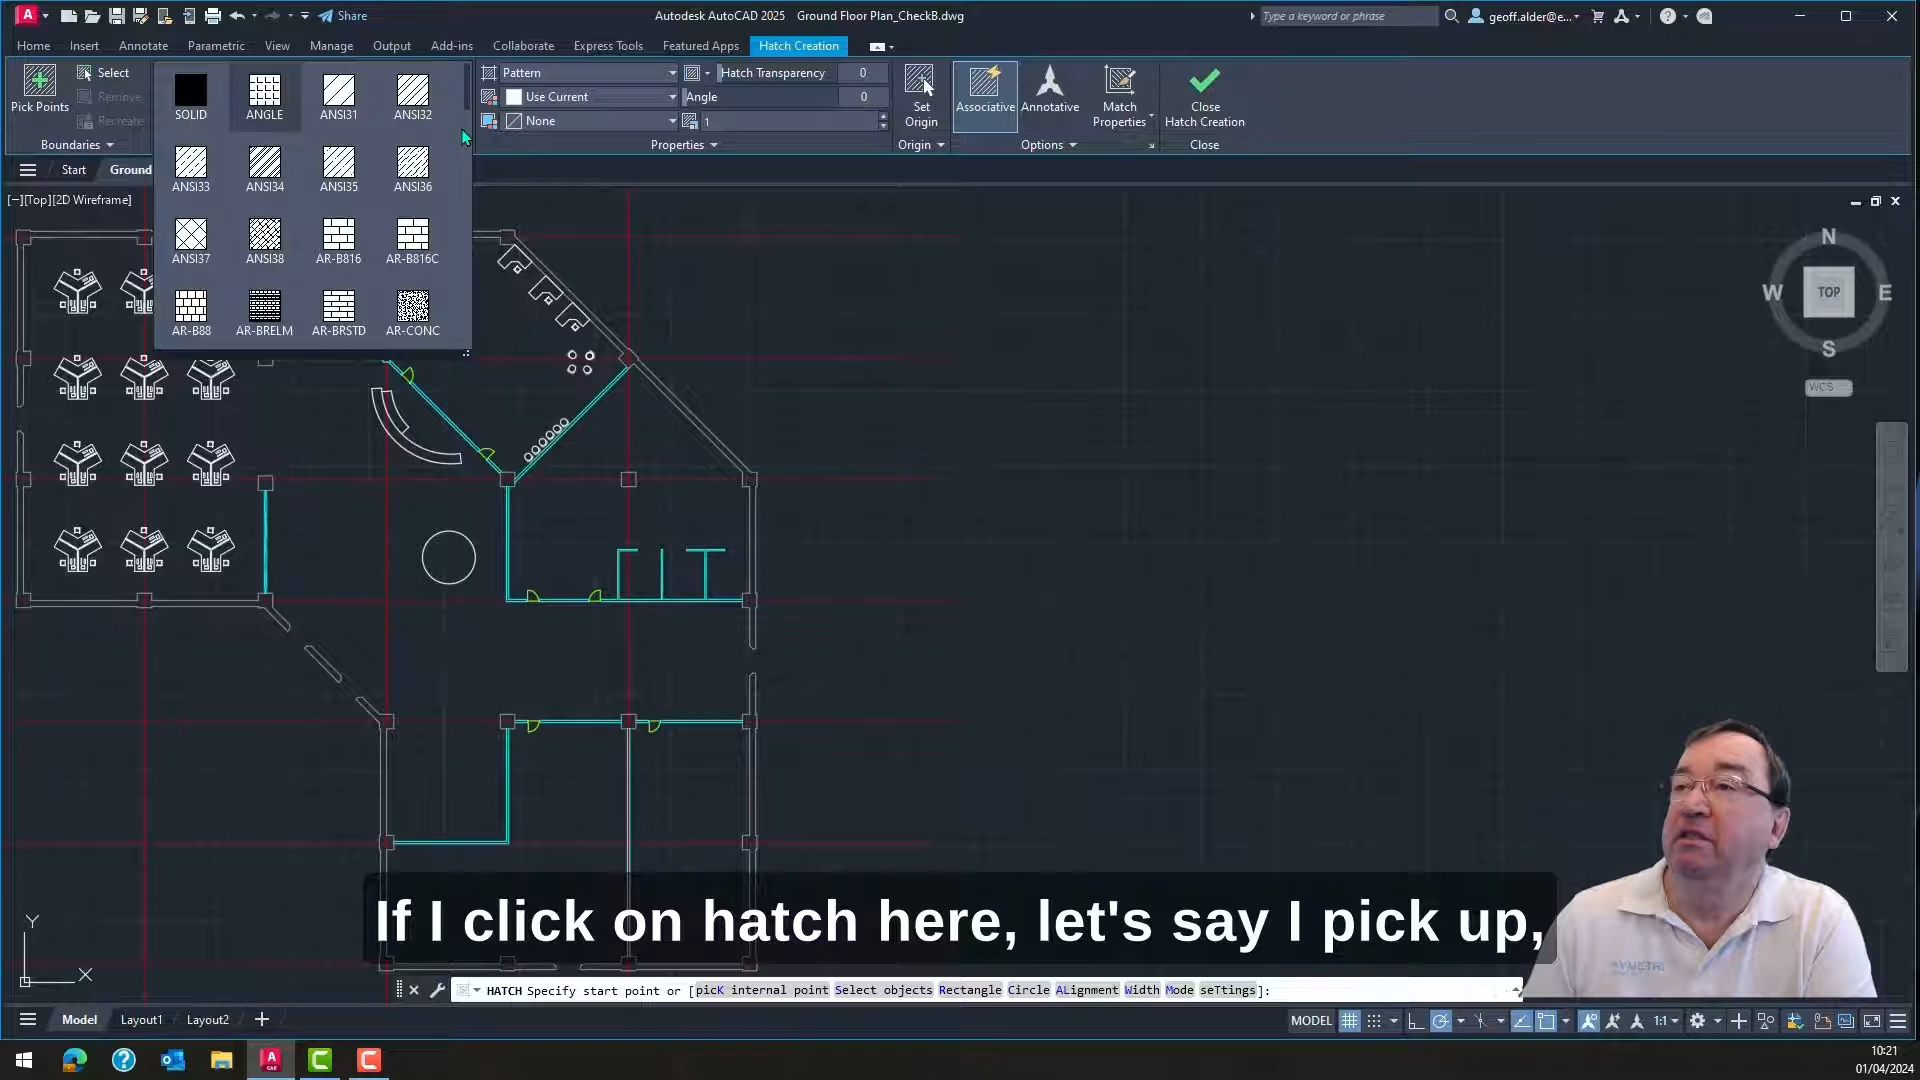 Share
Autodesk AutoCAD 2025 Ground Floor Plan_CheckB.dwg
Type a keyword or phrase
geoff.alder@e...
Home Insert Annotate Parametric View Manage Output Add-ins Collaborate Express Tools Featured Apps Hatch Creation
Pick Points
Select
Remove
Recreate
Boundaries
SOLID ANGLE ANSI31 ANSI32
ANSI33 ANSI34 ANSI35 ANSI36
ANSI37 ANSI38 AR-B816 AR-B816C
AR-B88 AR-BRELM AR-BRSTD AR-CONC
Pattern
Use Current
None
Hatch Transparency 0
Angle 0
1
Properties
Set
Origin
Origin
Associative
Annotative
Match
Properties
Options
Close
Hatch Creation
Close
Start Ground
[−][Top][2D Wireframe]
N
W TOP E
S
WCS
Y
X
If I click on hatch here, let's say I pick up,
HATCH Specify start point or [picK internal point Select objects Rectangle Circle ALignment Width Mode seTtings]:
Model Layout1 Layout2
MODEL
1:1
10:21
01/04/2024